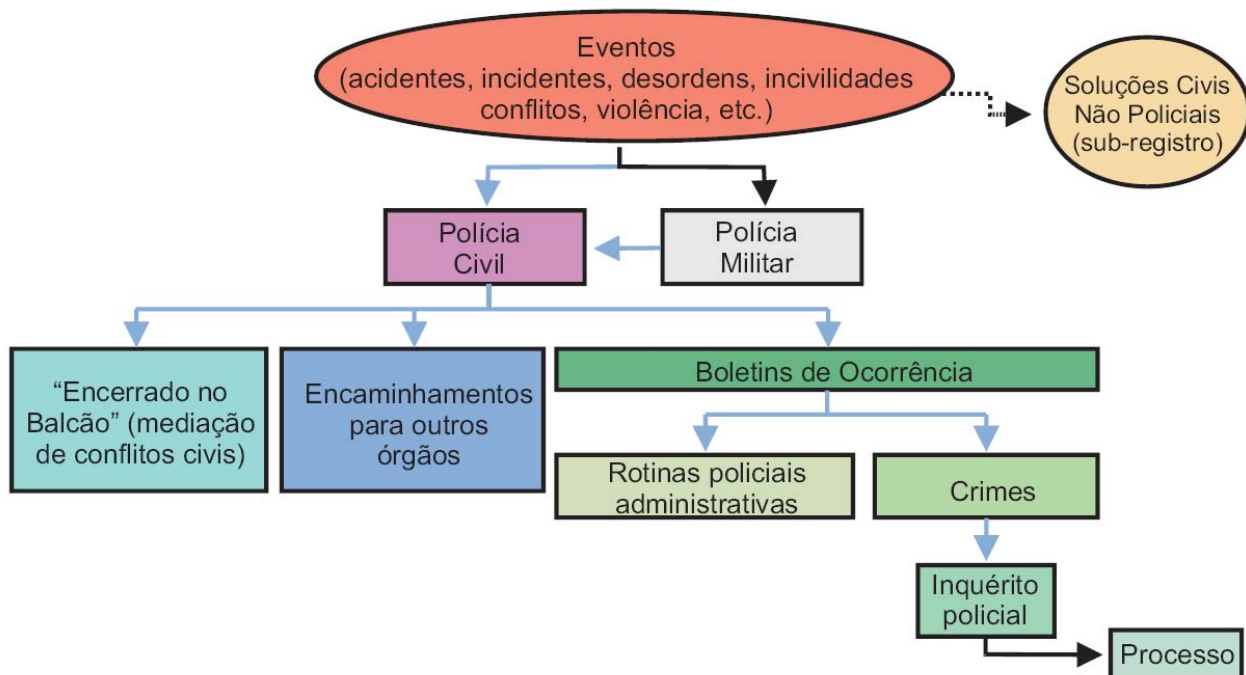 Eventos
(acidentes, incidentes, desordens, incivilidades
conflitos, violência, etc.)
Soluções Civis
Não Policiais
(sub-registro)
Polícia
Civil
Polícia
Militar
“Encerrado no
Balcão” (mediação
de conflitos civis)
Encaminhamentos
para outros
órgãos
Boletins de Ocorrência
Rotinas policiais
administrativas
Crimes
Inquérito
policial
Processo